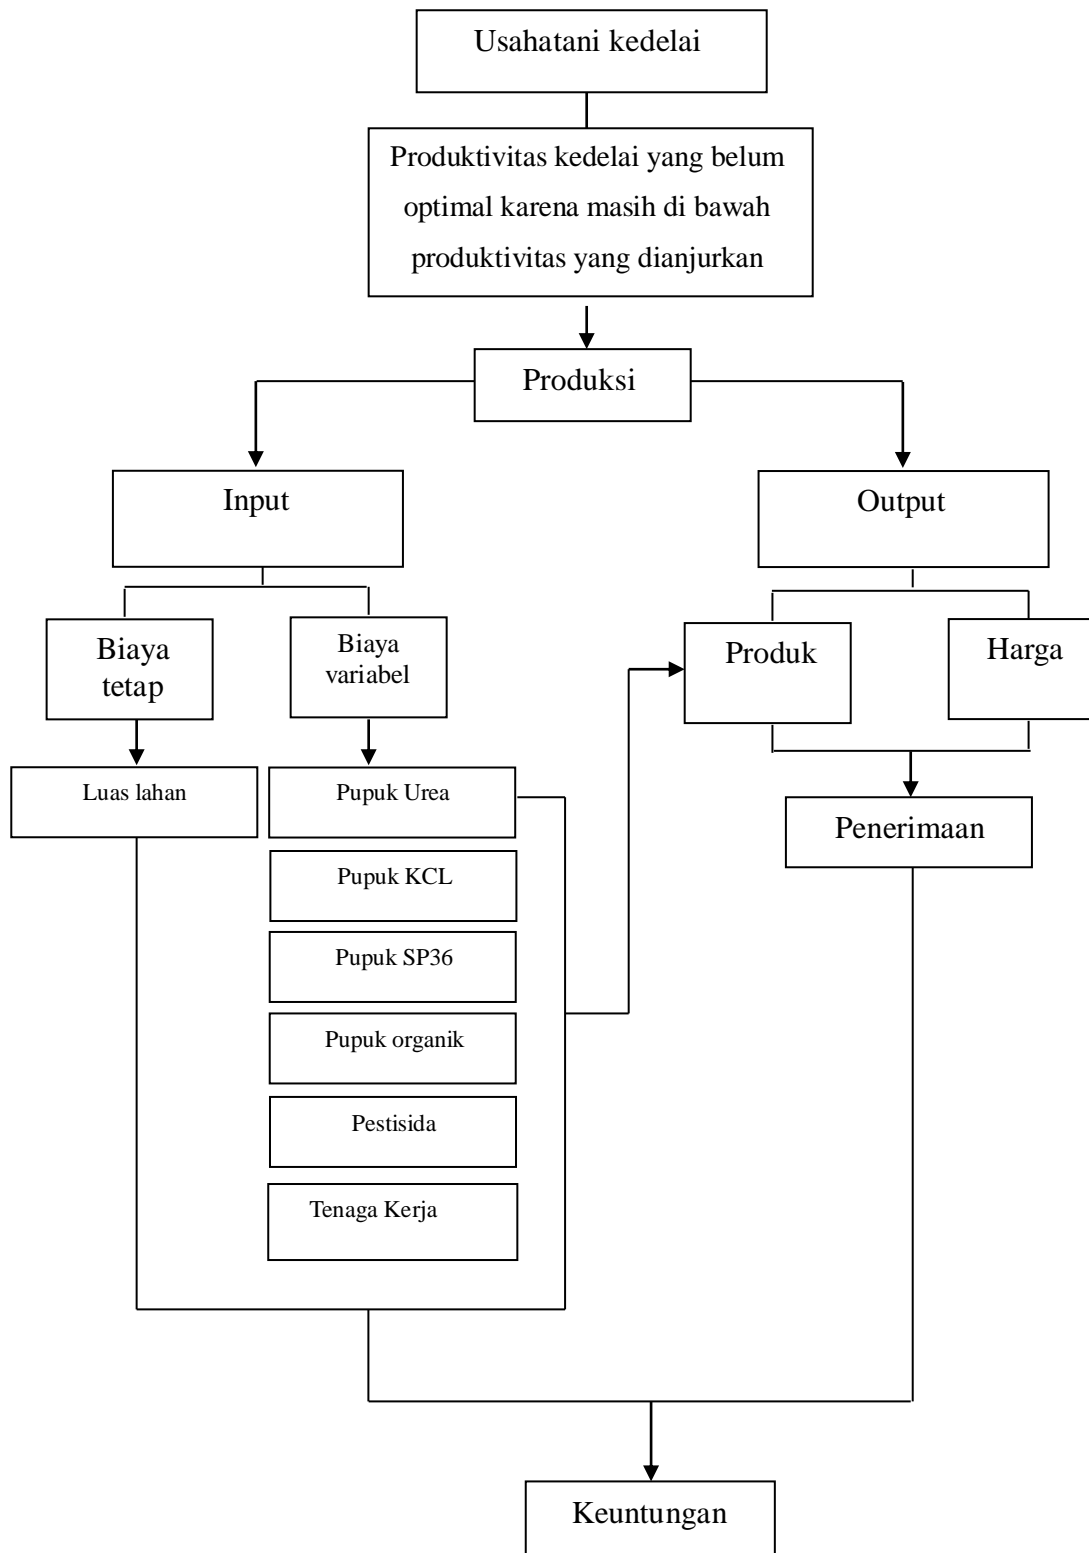 Usahatani kedelai
Produktivitas kedelai yang belum
optimal karena masih di bawah
produktivitas yang dianjurkan
Produksi
Input
Output
Biaya
tetap
Biaya
variabel
Produk
Harga
Luas lahan
Pupuk Urea
Penerimaan
Pupuk KCL
Pupuk SP36
Pupuk organik
Pestisida
Tenaga Kerja
Keuntungan